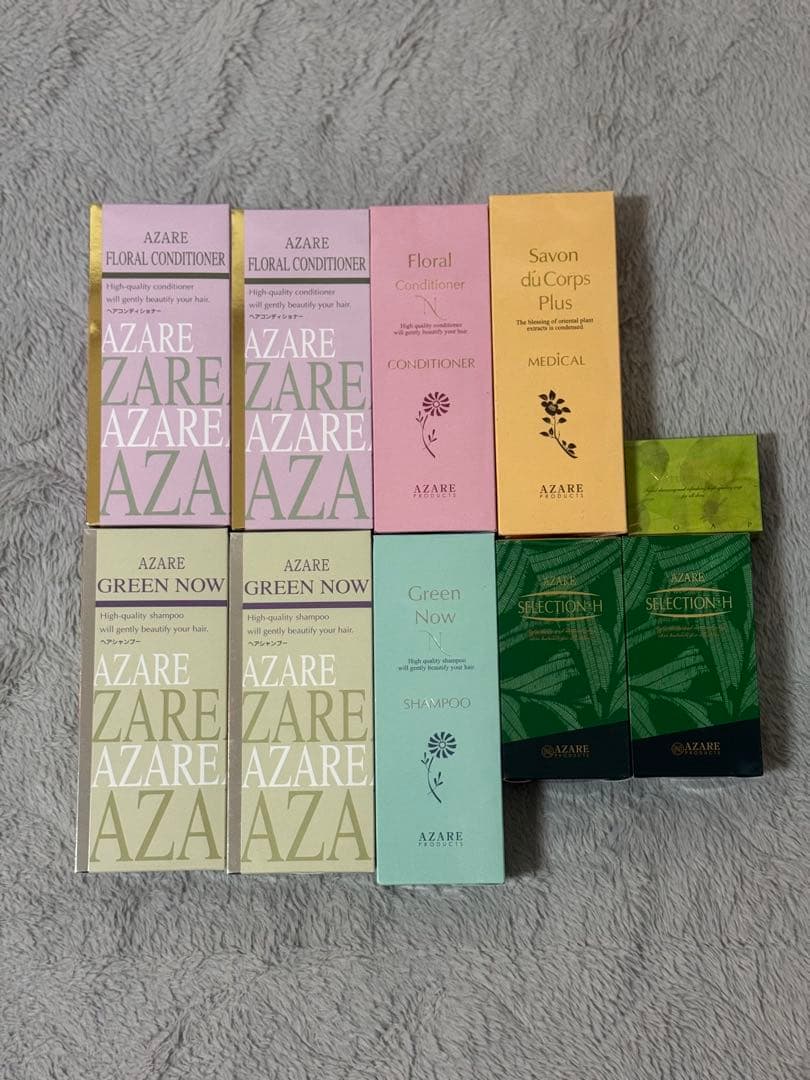 AZARE
FLORAL CONDITIONER
High-quality conditioner
will gently beautify your hair.
ヘアコンディショナー
AZARE
ZARE
AZARE
AZA
AZARE
FLORAL CONDITIONER
High-quality conditioner
will gently beautify your hair.
ヘアコンディショナー
AZARE
ZARE
AZARE
AZA
Floral
Conditioner
N
High quality conditioner
will gently beautify your hair.
CONDITIONER
AZARE
PRODUCTS
Savon
dú Corps
Plus
The blessing of oriental plant
extracts is condensed.
MEDiCAL
AZARE
PRODUCTS
for all skins
SOAP
AZARE
GREEN NOW
High-quality shampoo
will gently beautify your hair.
ヘアシャンプー
AZARE
ZARE
AZARE
AZA
AZARE
GREEN NOW
High-quality shampoo
will gently beautify your hair.
ヘアシャンプー
AZARE
ZARE
AZARE
AZA
Green
Now
N
High quality shampoo
will gently beautify your hair.
SHAMPOO
AZARE
PRODUCTS
AZARE
SELECTION-H
AZARE
PRODUCTS
AZARE
SELECTION-H
AZARE
PRODUCTS